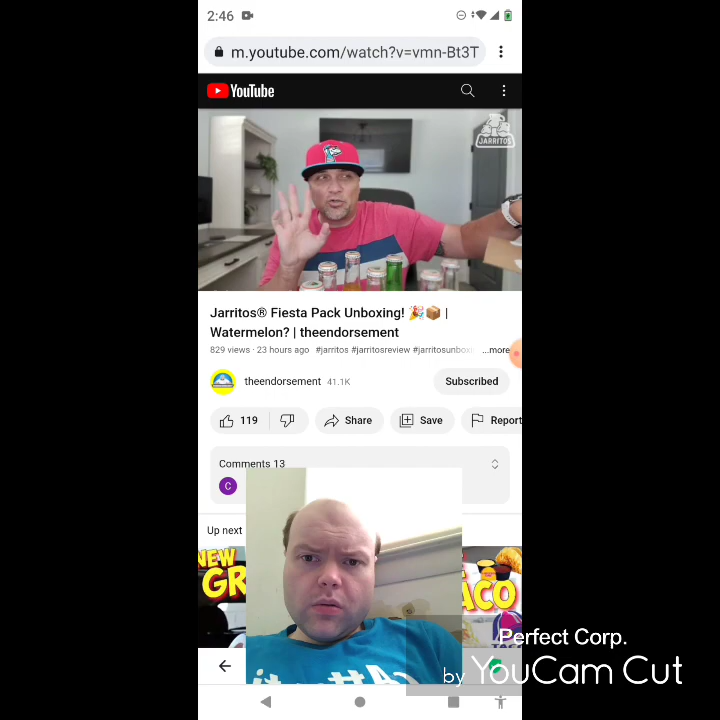 2:46
m.youtube.com/watch?v=vmn-Bt3T
YouTube
JARRITOS
Jarritos® Fiesta Pack Unboxing! 🎉📦 |
Watermelon? | theendorsement
829 views · 23 hours ago #jarritos #jarritosreview #jarritosunboxi ...more
theendorsement 41.1K Subscribed
119 Share Save Report
Comments 13
C
Up next
NEW
GR
TACO
Perfect Corp.
by YouCam Cut